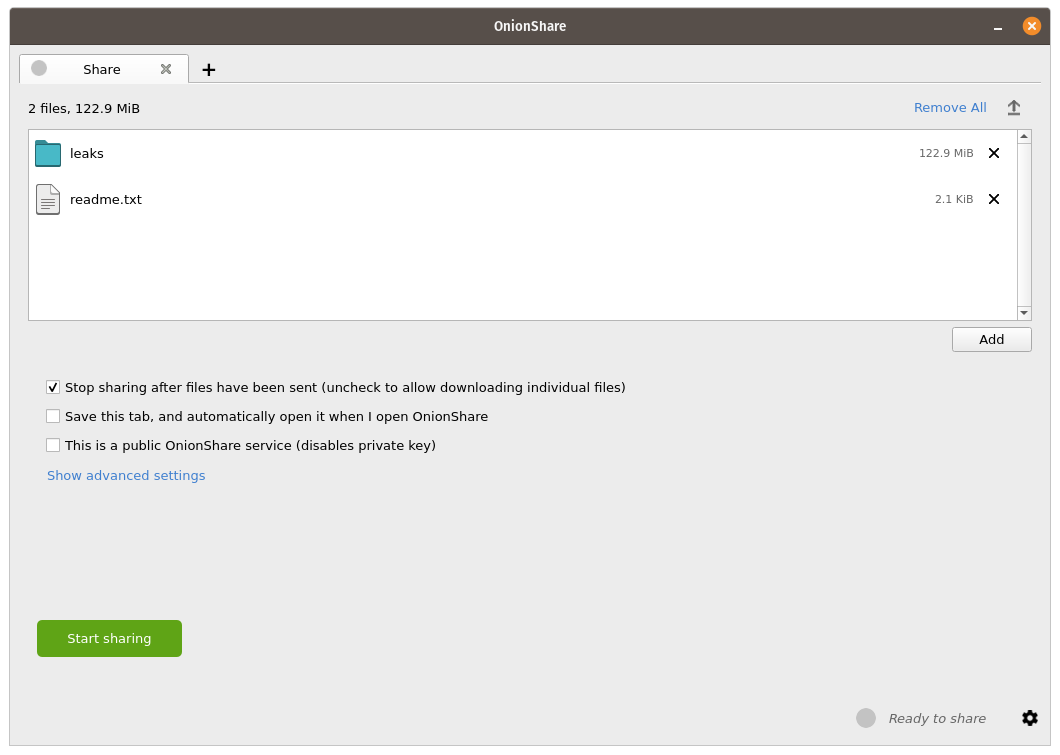 OnionShare
Share
2 files, 122.9 MiB
Remove All
leaks
122.9 MiB
readme.txt
2.1 KiB
Add
Stop sharing after files have been sent (uncheck to allow downloading individual files)
Save this tab, and automatically open it when I open OnionShare
This is a public OnionShare service (disables private key)
Show advanced settings
Start sharing
Ready to share